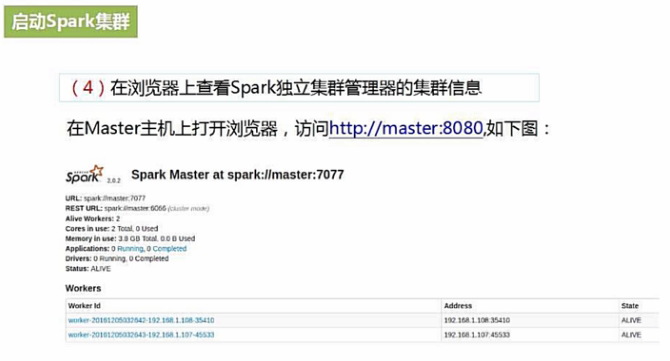 启动Spark集群
（4）在浏览器上查看Spark独立集群管理器的集群信息
在Master主机上打开浏览器，访问http://master:8080,如下图：
Spark 2.0.2 Spark Master at spark://master:7077
URL: spark://master:7077
REST URL: spark://master:6066 (cluster mode)
Alive Workers: 2
Cores in use: 2 Total, 0 Used
Memory in use: 3.8 GB Total, 0.0 B Used
Applications: 0 Running, 0 Completed
Drivers: 0 Running, 0 Completed
Status: ALIVE
Workers
Worker Id Address State
worker-20161205032642-192.168.1.108-35410 192.168.1.108:35410 ALIVE
worker-20161205032643-192.168.1.107-45533 192.168.1.107:45533 ALIVE